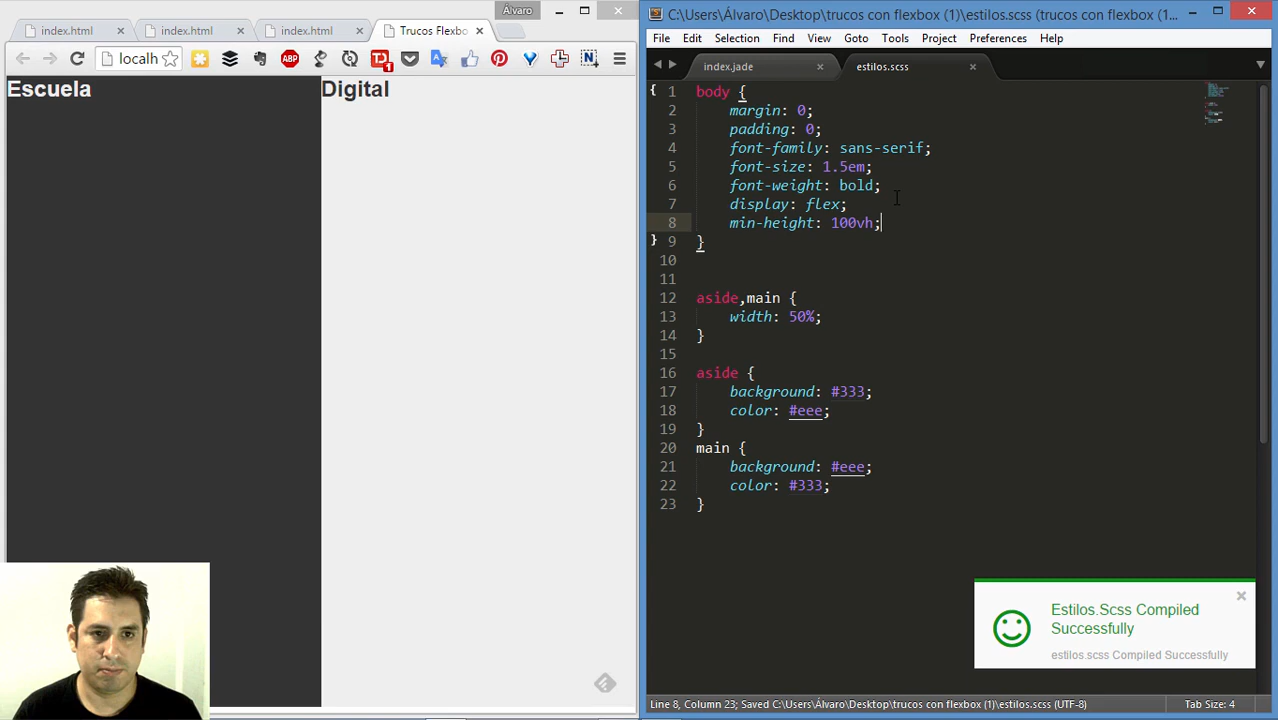 Álvaro
index.html
index.html
index.html
Trucos Flexbo
localh
ABP
TD
1
N
Escuela
Digital
C:\Users\Álvaro\Desktop\trucos con flexbox (1)\estilos.scss (trucos con flexbox (1...
File Edit Selection Find View Goto Tools Project Preferences Help
index.jade
estilos.scss
1 body {
2 margin: 0;
3 padding: 0;
4 font-family: sans-serif;
5 font-size: 1.5em;
6 font-weight: bold;
7 display: flex;
8 min-height: 100vh;
9 }
10
11
12 aside,main {
13 width: 50%;
14 }
15
16 aside {
17 background: #333;
18 color: #eee;
19 }
20 main {
21 background: #eee;
22 color: #333;
23 }
Estilos.Scss Compiled
Successfully
estilos.scss Compiled Successfully
Line 8, Column 23; Saved C:\Users\Álvaro\Desktop\trucos con flexbox (1)\estilos.scss (UTF-8)
Tab Size: 4